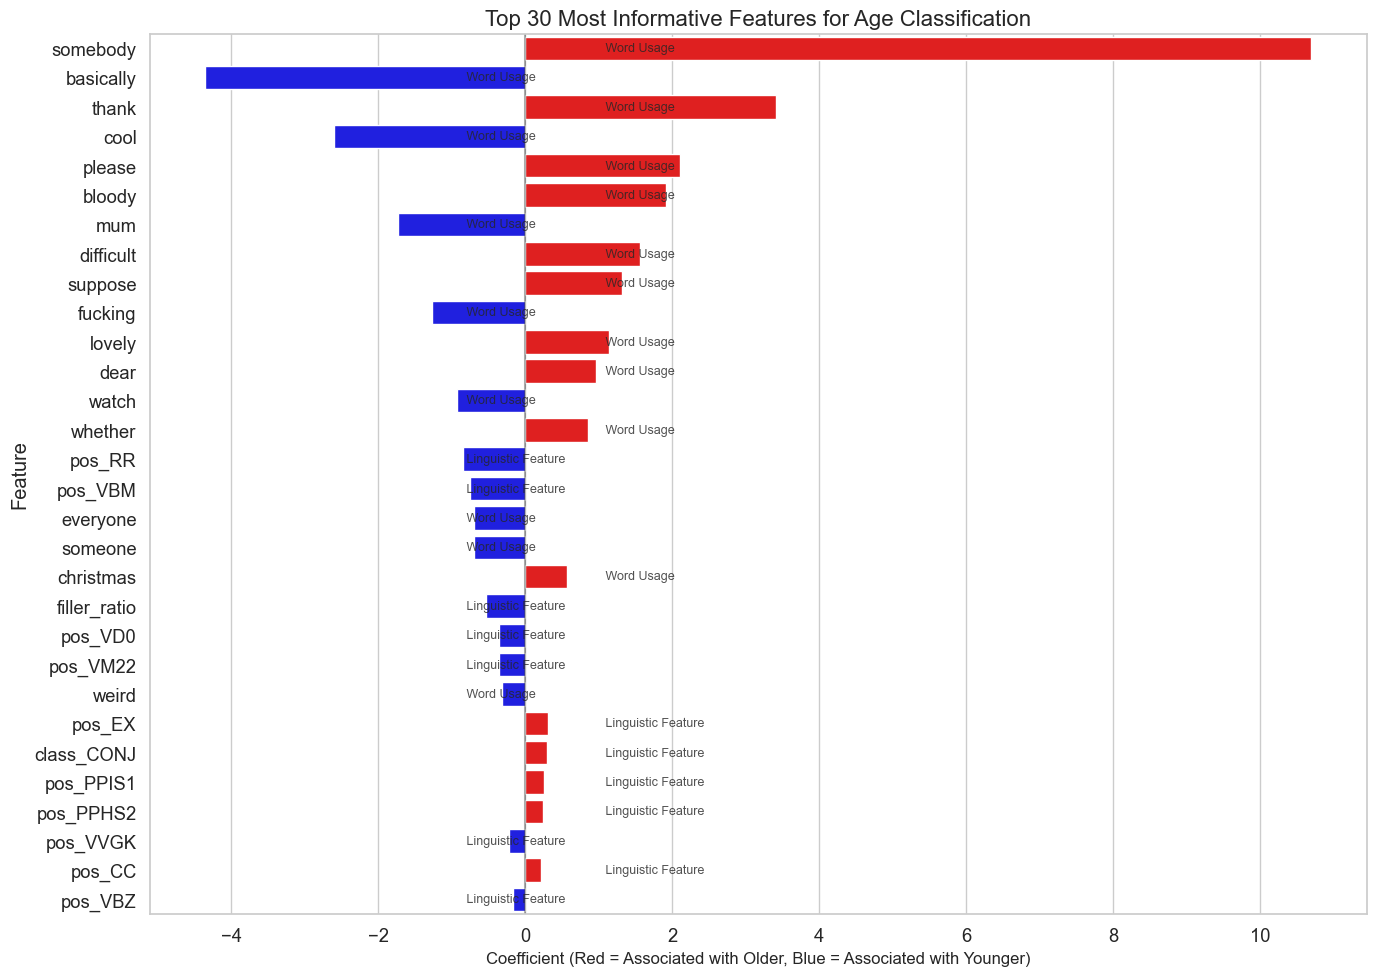 Top 30 Most Informative Features for Age Classification
Feature
somebody Word Usage
basically Word Usage
thank Word Usage
cool Word Usage
please Word Usage
bloody Word Usage
mum Word Usage
difficult Word Usage
suppose Word Usage
fucking Word Usage
lovely Word Usage
dear Word Usage
watch Word Usage
whether Word Usage
pos_RR Linguistic Feature
pos_VBM Linguistic Feature
everyone Word Usage
someone Word Usage
christmas Word Usage
filler_ratio Linguistic Feature
pos_VD0 Linguistic Feature
pos_VM22 Linguistic Feature
weird Word Usage
pos_EX Linguistic Feature
class_CONJ Linguistic Feature
pos_PPIS1 Linguistic Feature
pos_PPHS2 Linguistic Feature
pos_VVGK Linguistic Feature
pos_CC Linguistic Feature
pos_VBZ Linguistic Feature
−4 −2 0 2 4 6 8 10
Coefficient (Red = Associated with Older, Blue = Associated with Younger)